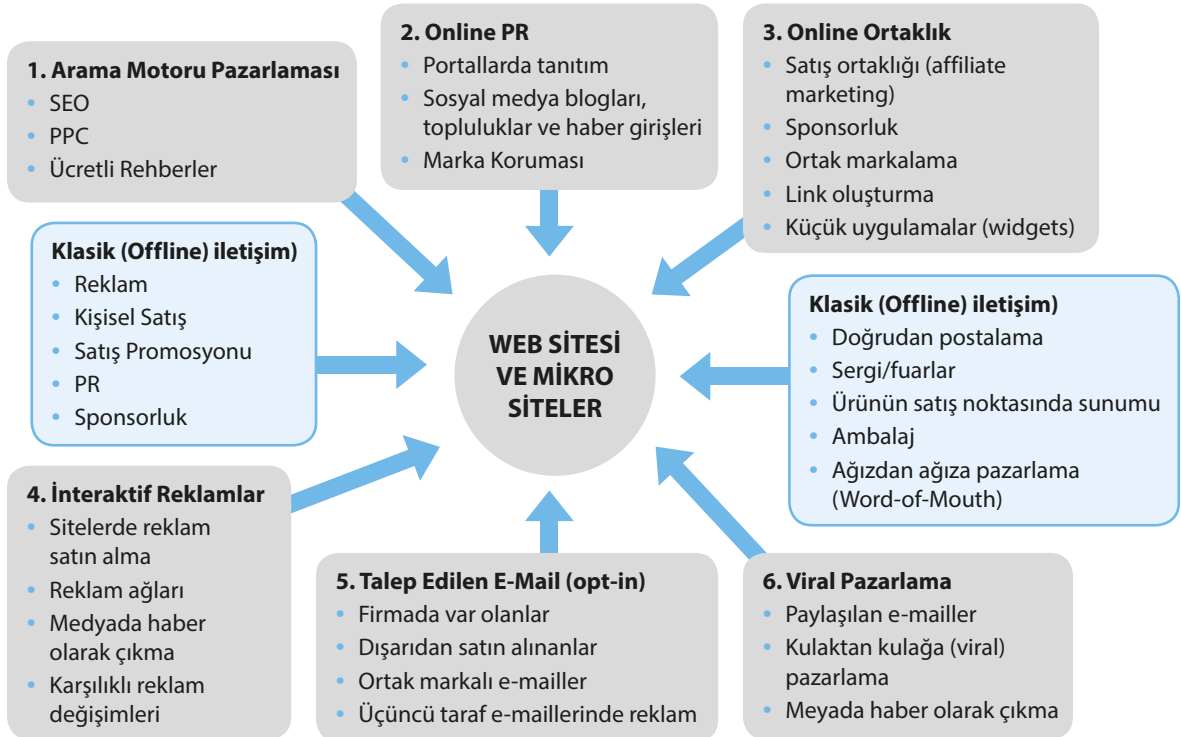 1. Arama Motoru Pazarlaması
• SEO
• PPC
• Ücretli Rehberler
2. Online PR
• Portallarda tanıtım
• Sosyal medya blogları,
topluluklar ve haber girişleri
• Marka Koruması
3. Online Ortaklık
• Satış ortaklığı (affiliate
marketing)
• Sponsorluk
• Ortak markalama
• Link oluşturma
• Küçük uygulamalar (widgets)
Klasik (Offline) iletişim)
• Reklam
• Kişisel Satış
• Satış Promosyonu
• PR
• Sponsorluk
WEB SİTESİ
VE MİKRO
SİTELER
Klasik (Offline) iletişim)
• Doğrudan postalama
• Sergi/fuarlar
• Ürünün satış noktasında sunumu
• Ambalaj
• Ağızdan ağıza pazarlama
(Word-of-Mouth)
4. İnteraktif Reklamlar
• Sitelerde reklam
satın alma
• Reklam ağları
• Medyada haber
olarak çıkma
• Karşılıklı reklam
değişimleri
5. Talep Edilen E-Mail (opt-in)
• Firmada var olanlar
• Dışarıdan satın alınanlar
• Ortak markalı e-mailler
• Üçüncü taraf e-maillerinde reklam
6. Viral Pazarlama
• Paylaşılan e-mailler
• Kulaktan kulağa (viral)
pazarlama
• Meyada haber olarak çıkma